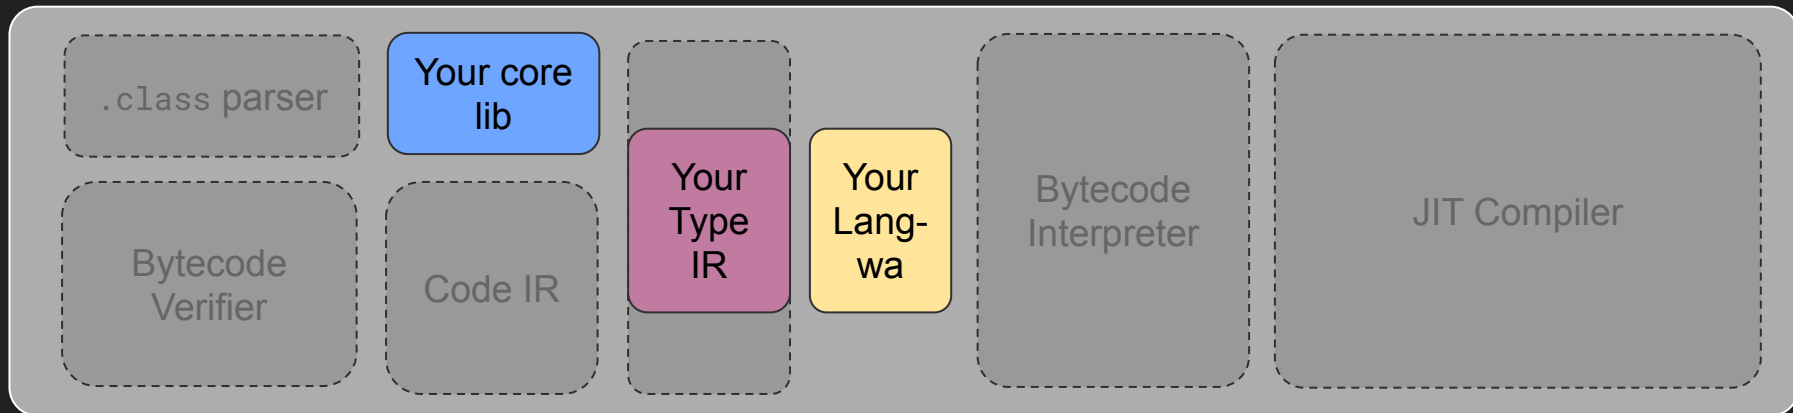 .class parser
Your core
lib
Bytecode
Verifier
Code IR
Your
Type
IR
Your
Lang-
wa
Bytecode
Interpreter
JIT Compiler